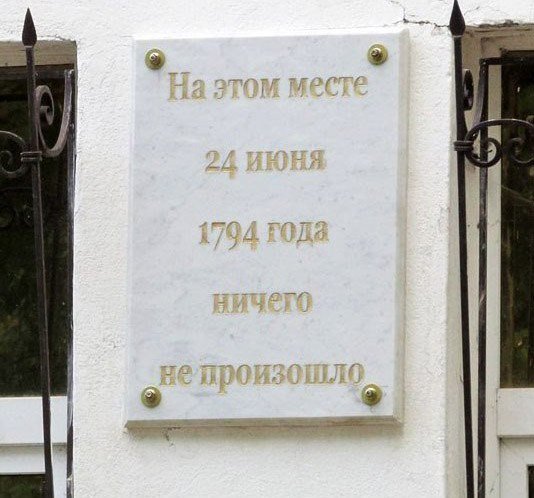 На этом месте
24 июня
1794 года
ничего
не произошло